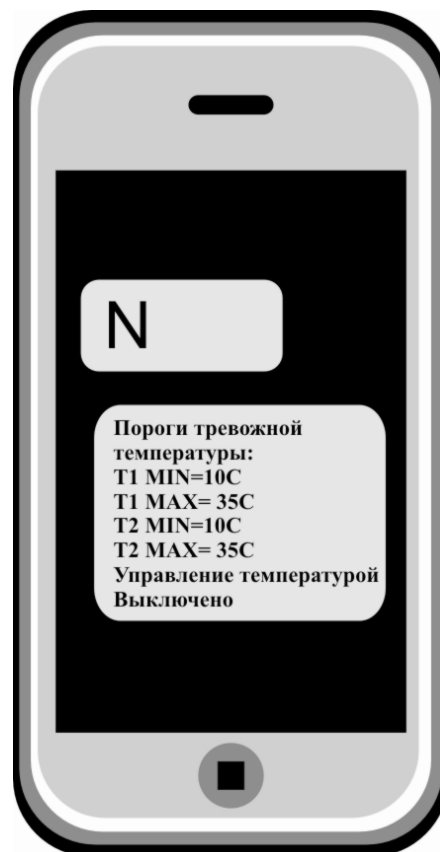 N
Пороги тревожной
температуры:
T1 MIN=10C
T1 MAX= 35C
T2 MIN=10C
T2 MAX= 35C
Управление температурой
Выключено